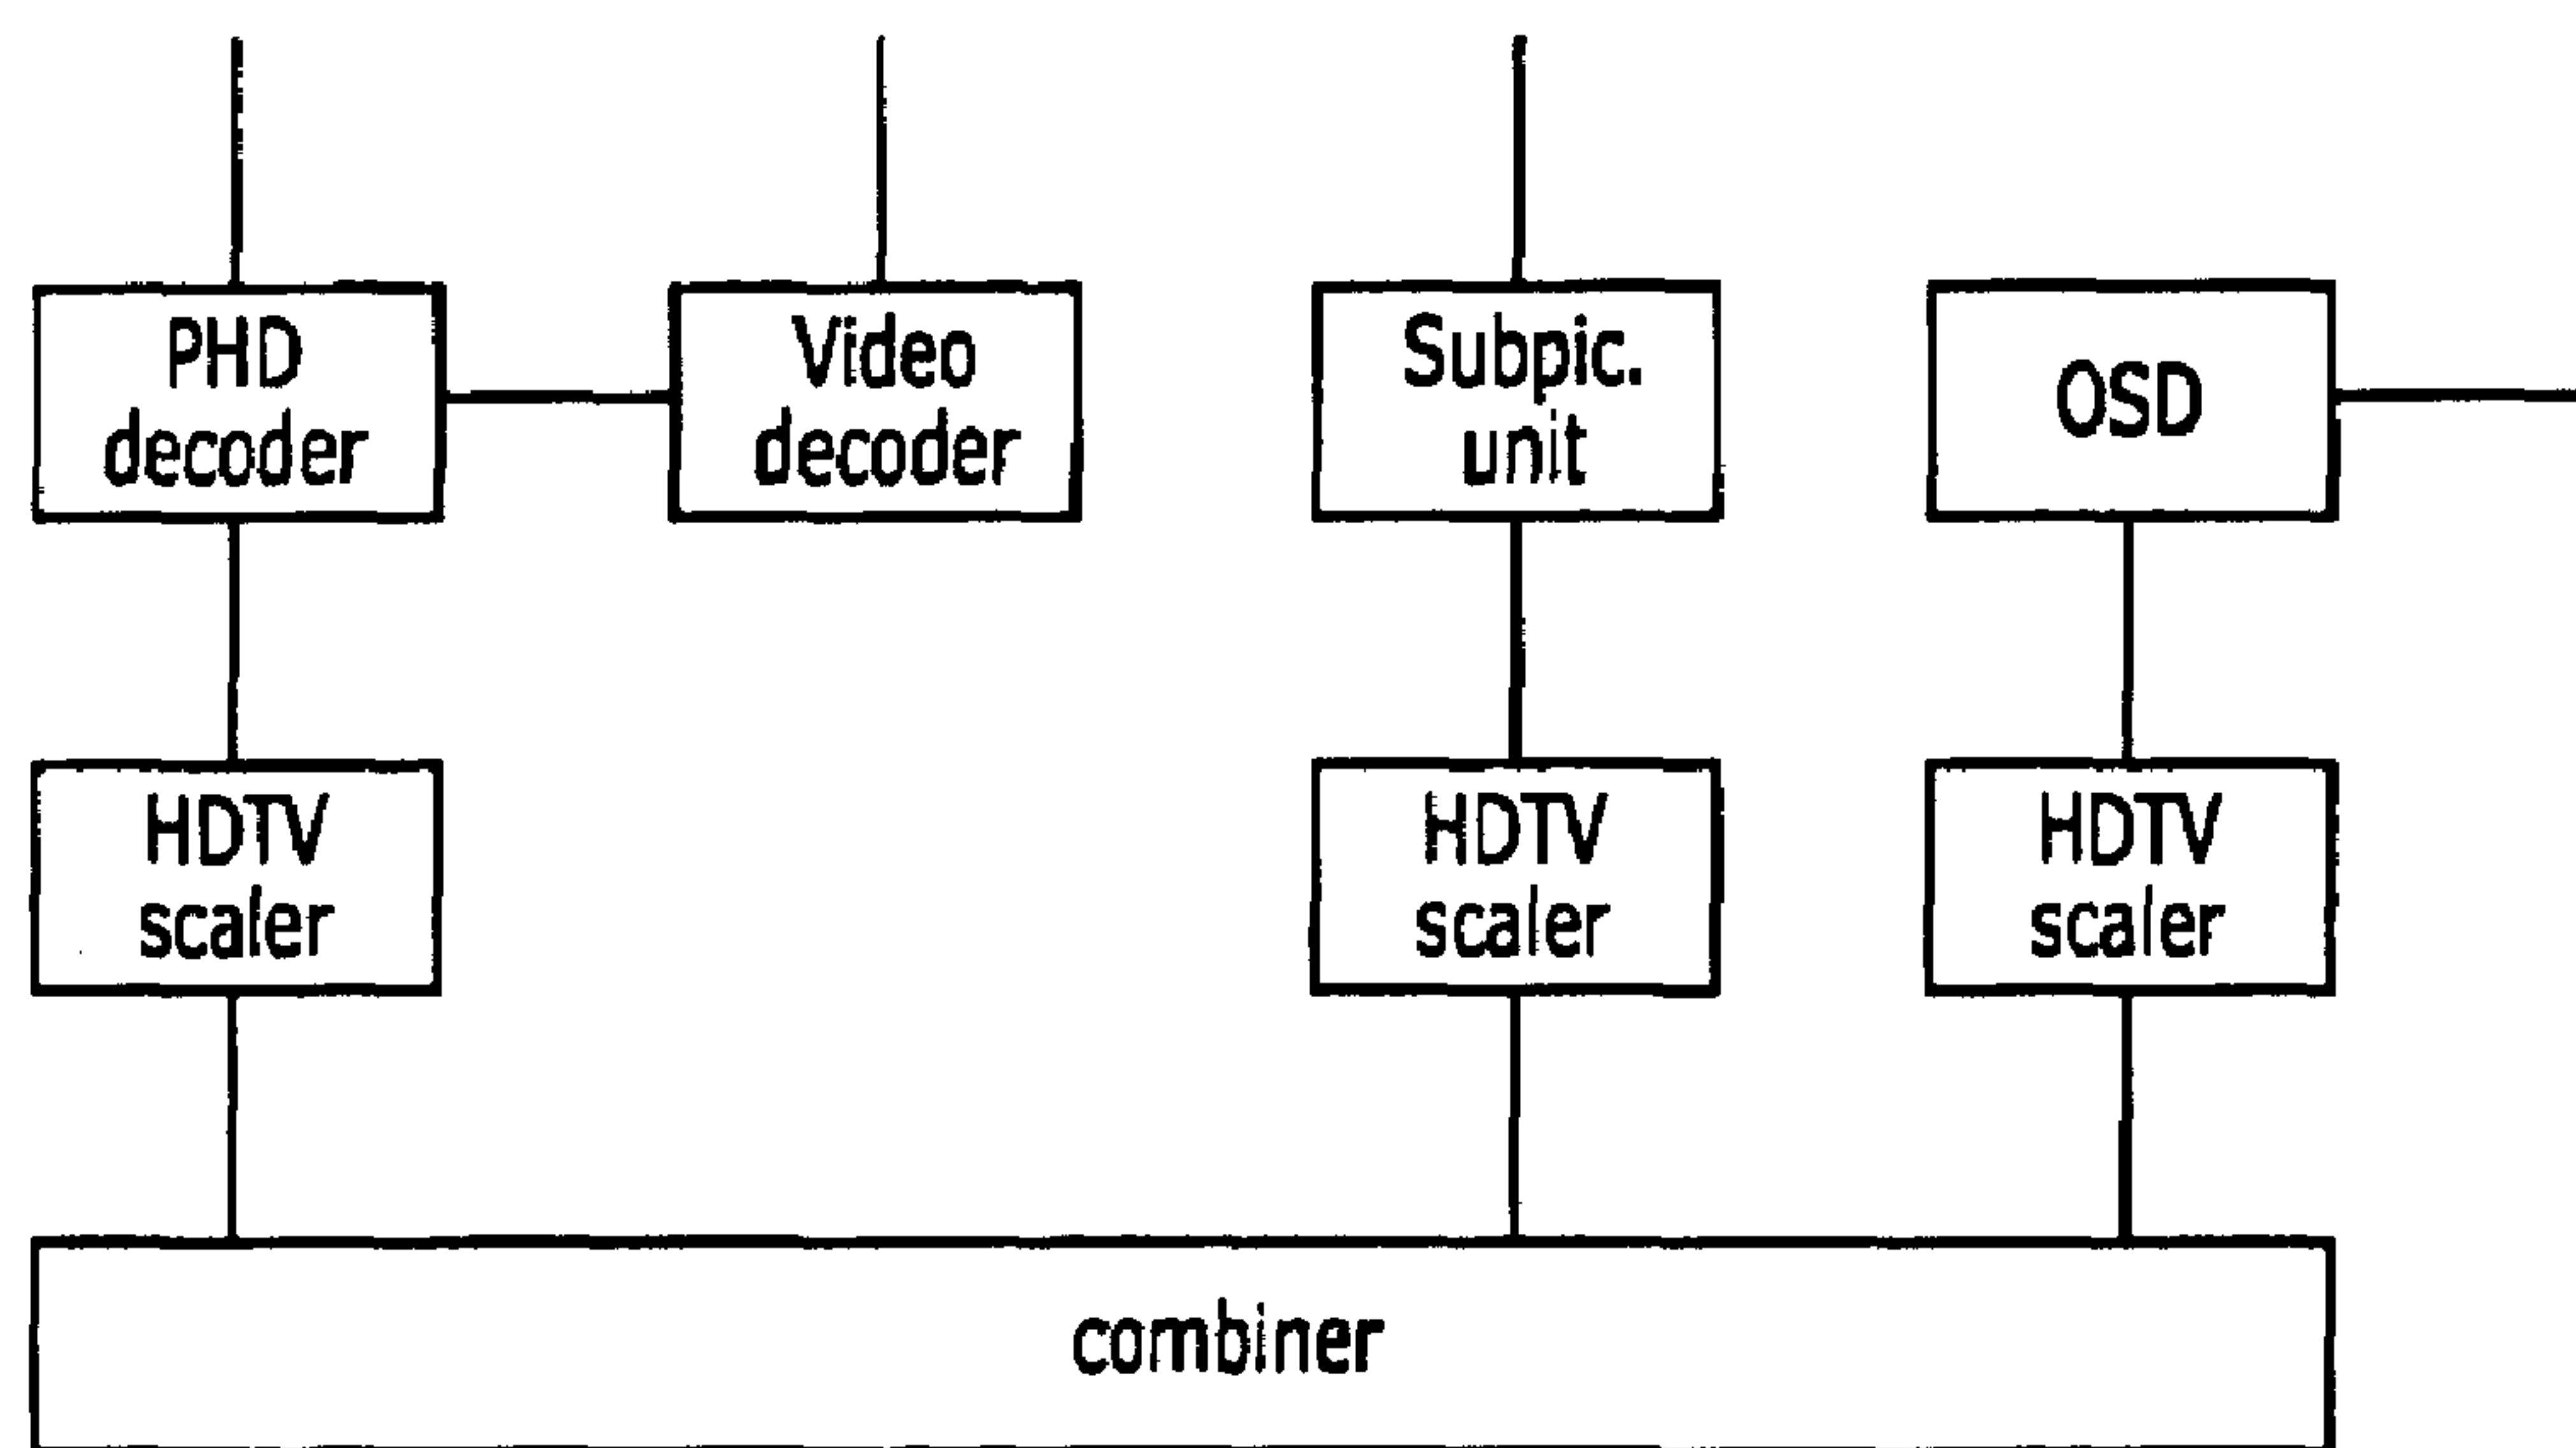 PHD
decoder
Video
decoder
Subpic.
unit
OSD
HDTV
scaler
HDTV
scaler
HDTV
scaler
combiner